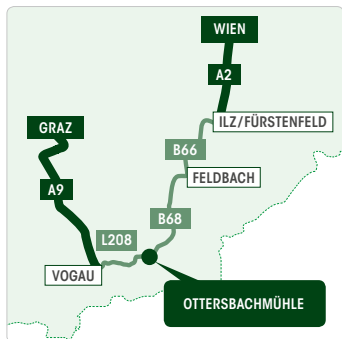 WIEN
A2
ILZ/FÜRSTENFELD
GRAZ
B66
FELDBACH
A9
B68
L208
VOGAU
OTTERSBACHMÜHLE